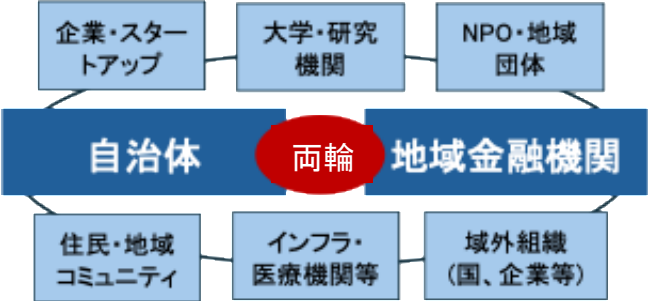 企業・スター
トアップ
大学・研究
機関
NPO・地域
団体
自治体
両輪
地域金融機関
住民・地域
コミュニティ
インフラ・
医療機関等
域外組織
(国、企業等)